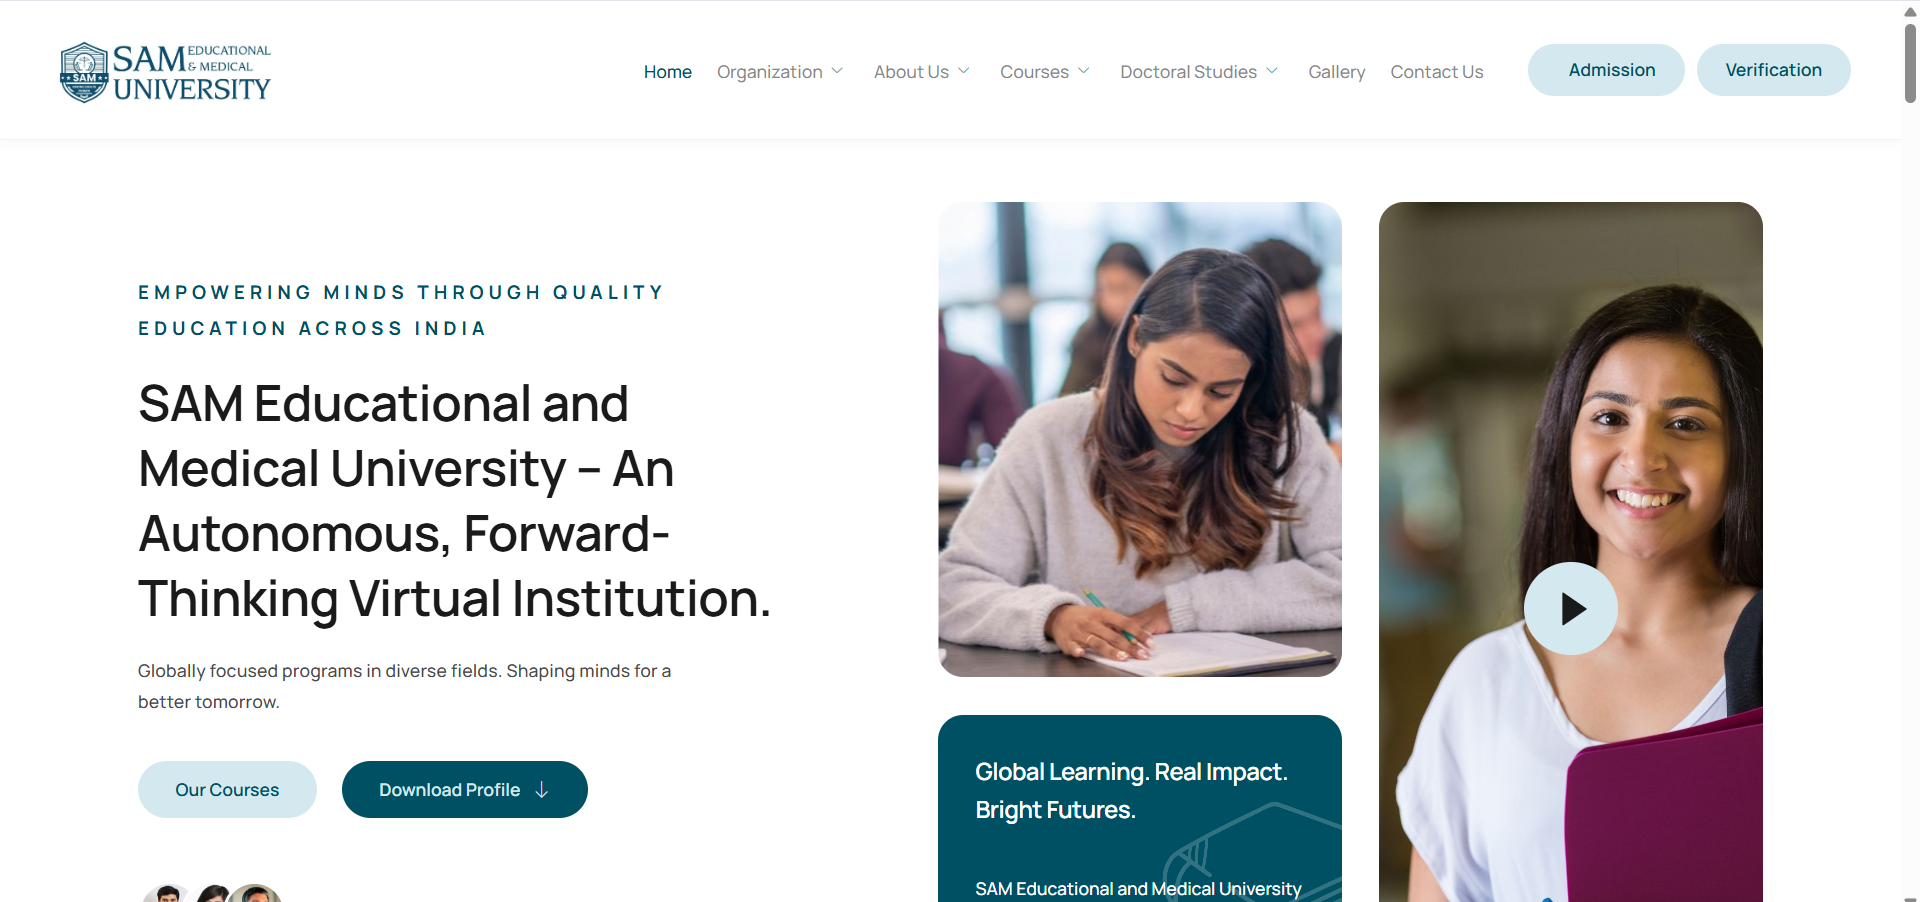 SAM EDUCATIONAL
& MEDICAL
UNIVERSITY
SAM
Home
Organization
About Us
Courses
Doctoral Studies
Gallery
Contact Us
Admission
Verification
EMPOWERING MINDS THROUGH QUALITY
EDUCATION ACROSS INDIA
SAM Educational and
Medical University – An
Autonomous, Forward-
Thinking Virtual Institution.
Globally focused programs in diverse fields. Shaping minds for a
better tomorrow.
Our Courses
Download Profile
Global Learning. Real Impact.
Bright Futures.
SAM Educational and Medical University